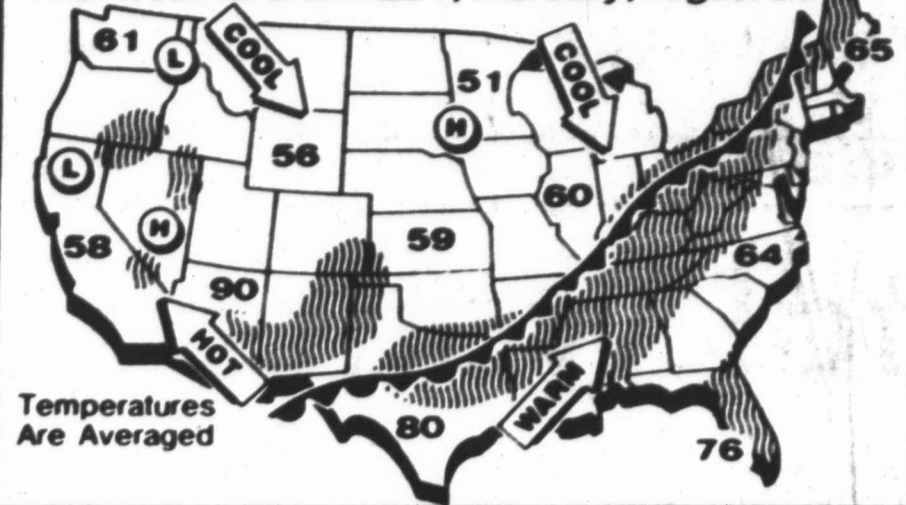 61
L
COOL
COOL
65
51
H
56
L
60
59
58
H
64
90
HOT
Temperatures
Are Averaged
80
WARM
76